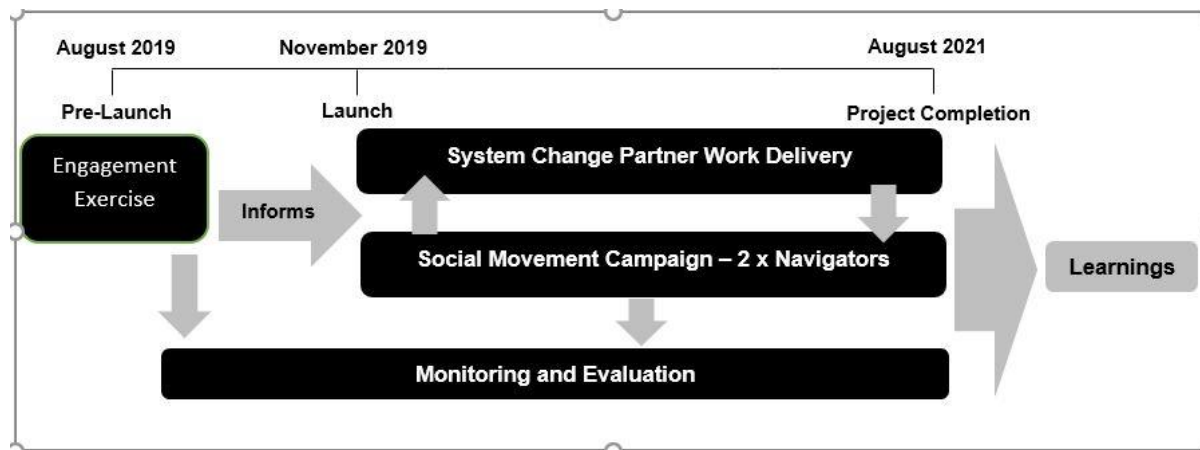 August 2019
November 2019
August 2021
Pre-Launch
Launch
Project Completion
Engagement
Exercise
Informs
System Change Partner Work Delivery
Social Movement Campaign – 2 x Navigators
Learnings
Monitoring and Evaluation